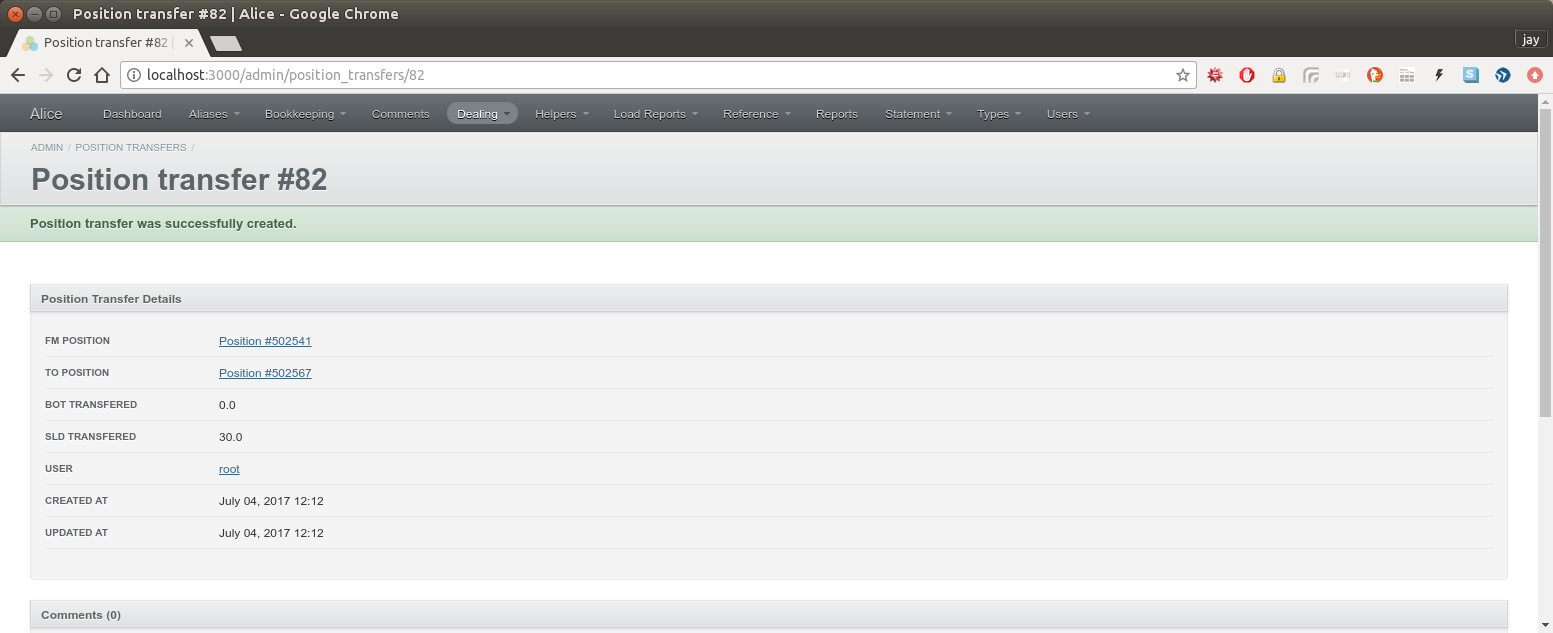 Position transfer #82 | Alice - Google Chrome
Position transfer #82
jay
localhost:3000/admin/position_transfers/82
Alice Dashboard Aliases Bookkeeping Comments Dealing Helpers Load Reports Reference Reports Statement Types Users
ADMIN / POSITION TRANSFERS /
Position transfer #82
Position transfer was successfully created.
Position Transfer Details
FM POSITION Position #502541
TO POSITION Position #502567
BOT TRANSFERED 0.0
SLD TRANSFERED 30.0
USER root
CREATED AT July 04, 2017 12:12
UPDATED AT July 04, 2017 12:12
Comments (0)